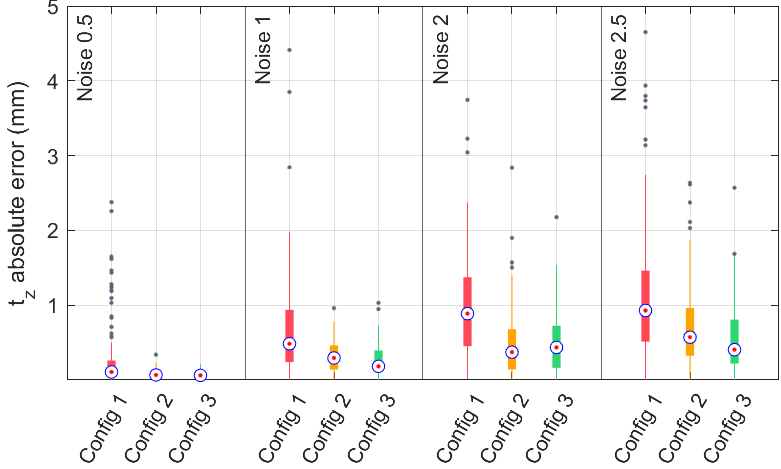 5
4
3
2
1
t_z absolute error (mm)
Noise 0.5
Noise 1
Noise 2
Noise 2.5
Config 1
Config 2
Config 3
Config 1
Config 2
Config 3
Config 1
Config 2
Config 3
Config 1
Config 2
Config 3